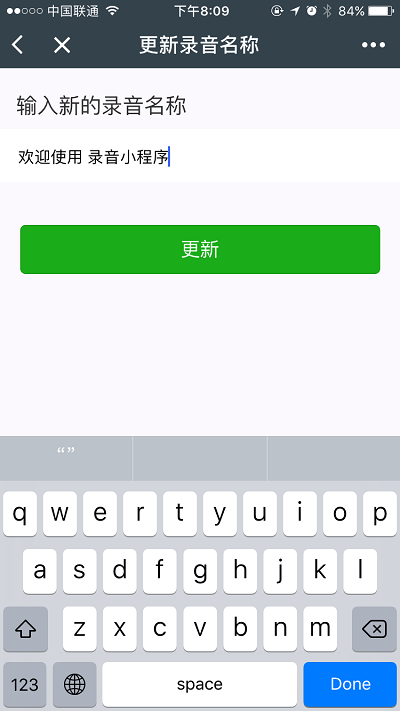 中国联通 下午8:09 84%
更新录音名称
输入新的录音名称
欢迎使用 录音小程序
更新
“”
q w e r t y u i o p
a s d f g h j k l
z x c v b n m
123 space Done